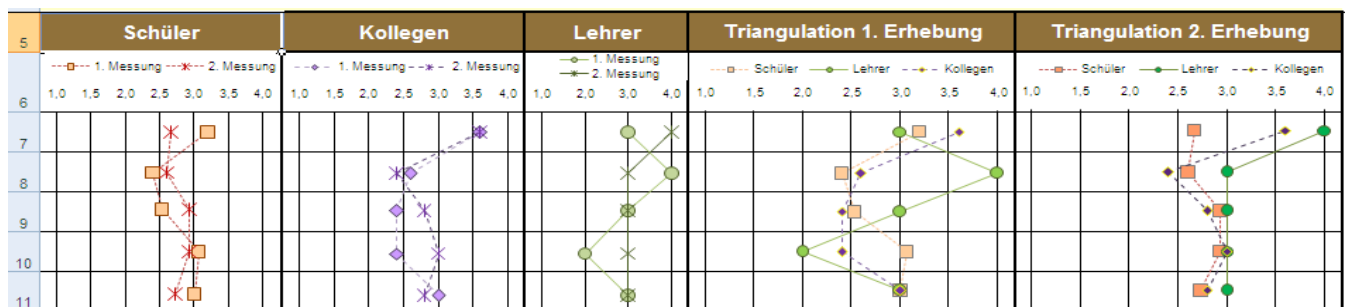 5 Schüler Kollegen Lehrer Triangulation 1. Erhebung Triangulation 2. Erhebung
1. Messung 2. Messung 1. Messung 2. Messung 1. Messung Schüler Lehrer Kollegen Schüler Lehrer Kollegen
2. Messung
1,0 1,5 2,0 2,5 3,0 3,5 4,0 1,0 1,5 2,0 2,5 3,0 3,5 4,0 1,0 2,0 3,0 4,0 1,0 1,5 2,0 2,5 3,0 3,5 4,0 1,0 1,5 2,0 2,5 3,0 3,5 4,0
6
7
8
9
10
11